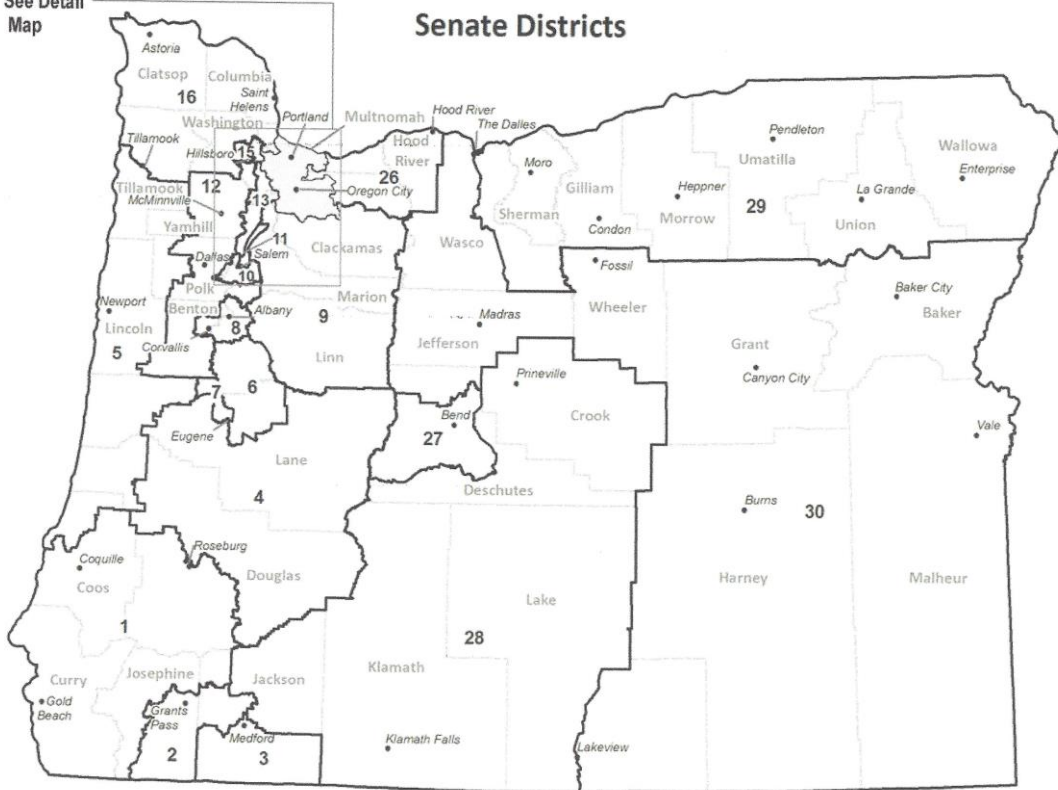 See Detail
Map
Senate Districts
Astoria
Clatsop
Columbia
16
Saint
Helens
Washington
Portland
Multnomah
Hood River
The Dalles
Tillamook
Hillsboro
15
Hood
River
26
Oregon City
Tillamook
12
McMinnville
13
Yamhill
11
Salem
Clackamas
Dallas
10
Polk
Marion
Newport
Benton
Albany
8
9
Lincoln
5
Corvallis
Linn
7
6
Eugene
Lane
4
Roseburg
Douglas
Coquille
Coos
1
Curry
Gold
Beach
Josephine
Grants
Pass
2
Jackson
Medford
3
Moro
Sherman
Gilliam
Condon
Wasco
Heppner
Morrow
Pendleton
Umatilla
29
La Grande
Union
Wallowa
Enterprise
Fossil
Wheeler
Madras
Jefferson
Prineville
Crook
Bend
27
Deschutes
Grant
Canyon City
Baker City
Baker
Vale
Burns
30
Harney
Malheur
Lake
28
Klamath
Klamath Falls
Lakeview